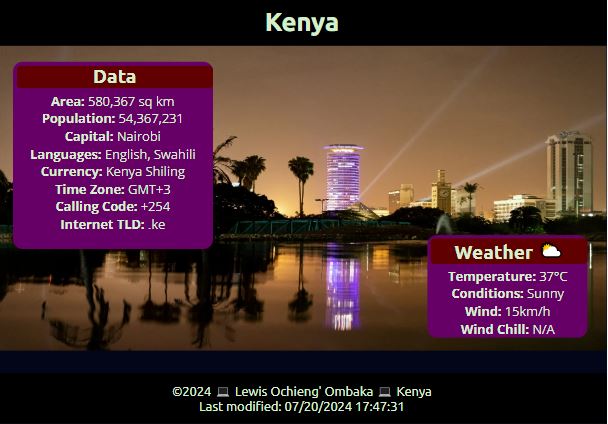 Kenya
Data
Area: 580,367 sq km
Population: 54,367,231
Capital: Nairobi
Languages: English, Swahili
Currency: Kenya Shiling
Time Zone: GMT+3
Calling Code: +254
Internet TLD: .ke
Weather
Temperature: 37°C
Conditions: Sunny
Wind: 15km/h
Wind Chill: N/A
©2024 💻 Lewis Ochieng' Ombaka 💻 Kenya
Last modified: 07/20/2024 17:47:31